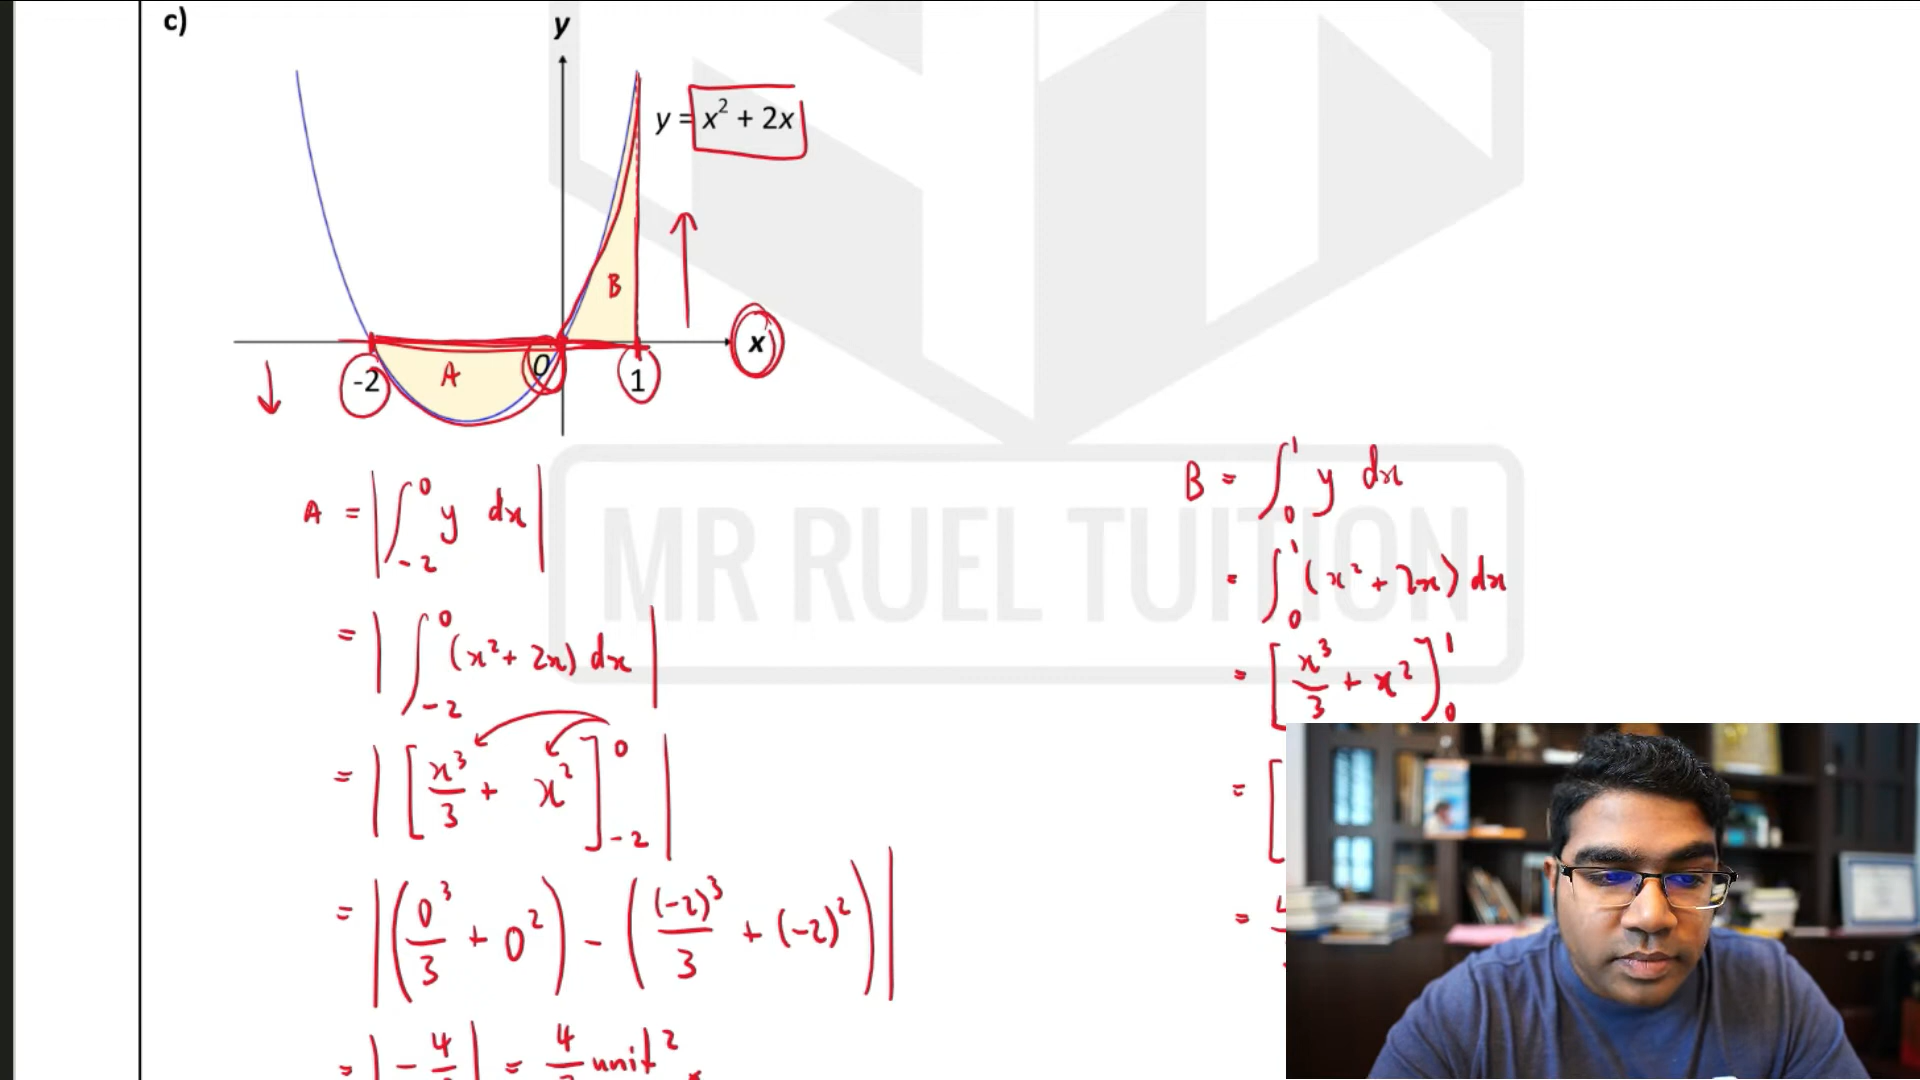 c)
y
y = x² + 2x
B
A
-2
0
1
x
A = |∫₋₂⁰ y dx|
= |∫₋₂⁰ (x² + 2x) dx|
= |[x³/3 + x²]₋₂⁰|
= |(0³/3 + 0²) - ((-2)³/3 + (-2)²)|
= |- 4 | = 4 unit²
B = ∫₀¹ y dx
= ∫₀¹ (x² + 2x) dx
= [x³/3 + x²]₀¹
= [
=
MR RUEL TUITION